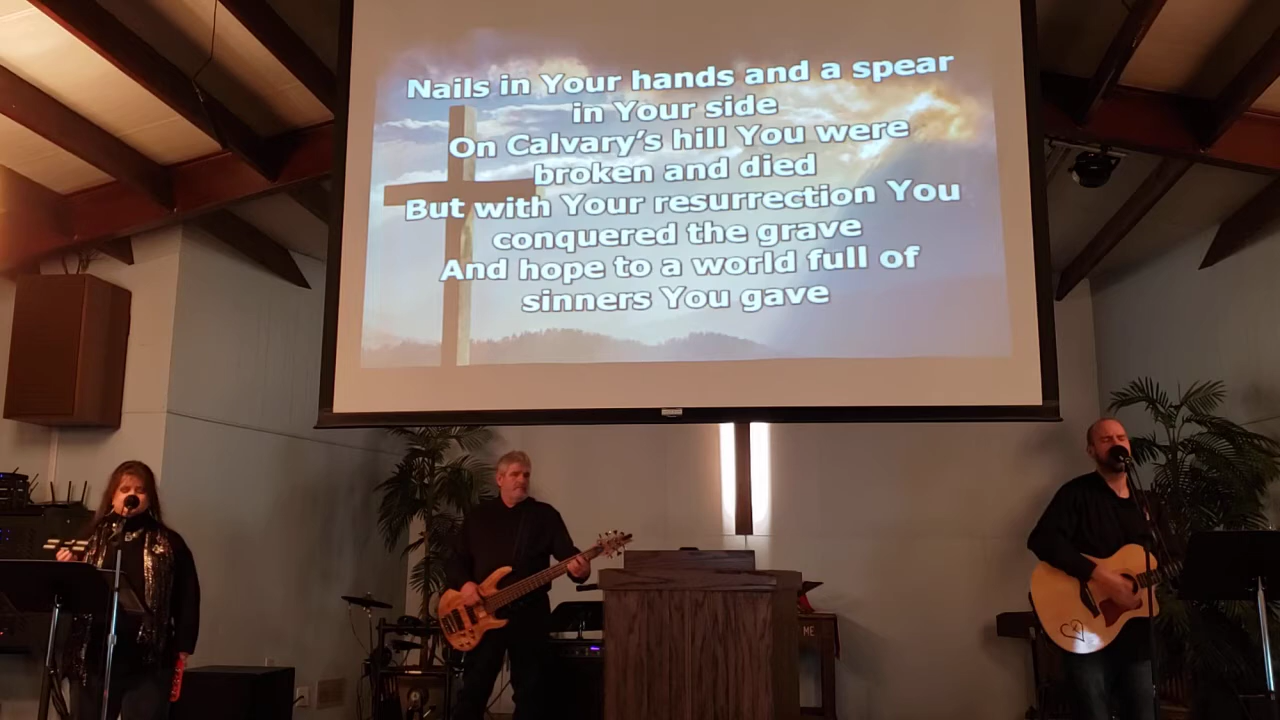 Nails in Your hands and a spear
in Your side
On Calvary's hill You were
broken and died
But with Your resurrection You
conquered the grave
And hope to a world full of
sinners You gave
ME